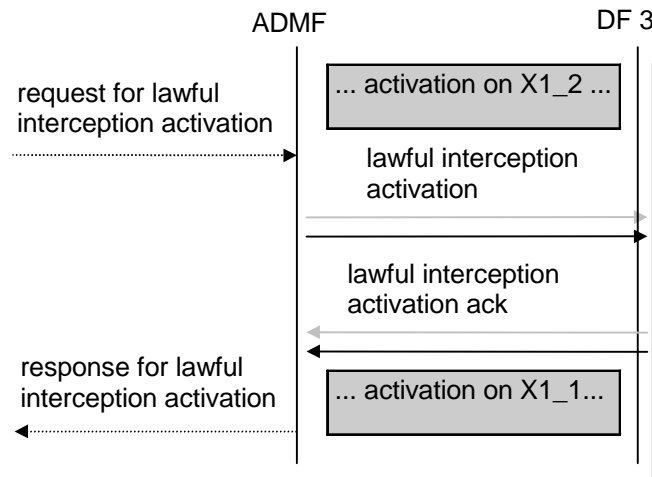 ADMF
DF 3
... activation on X1_2 ...
request for lawful
interception activation
lawful interception
activation
lawful interception
activation ack
response for lawful
interception activation
... activation on X1_1...